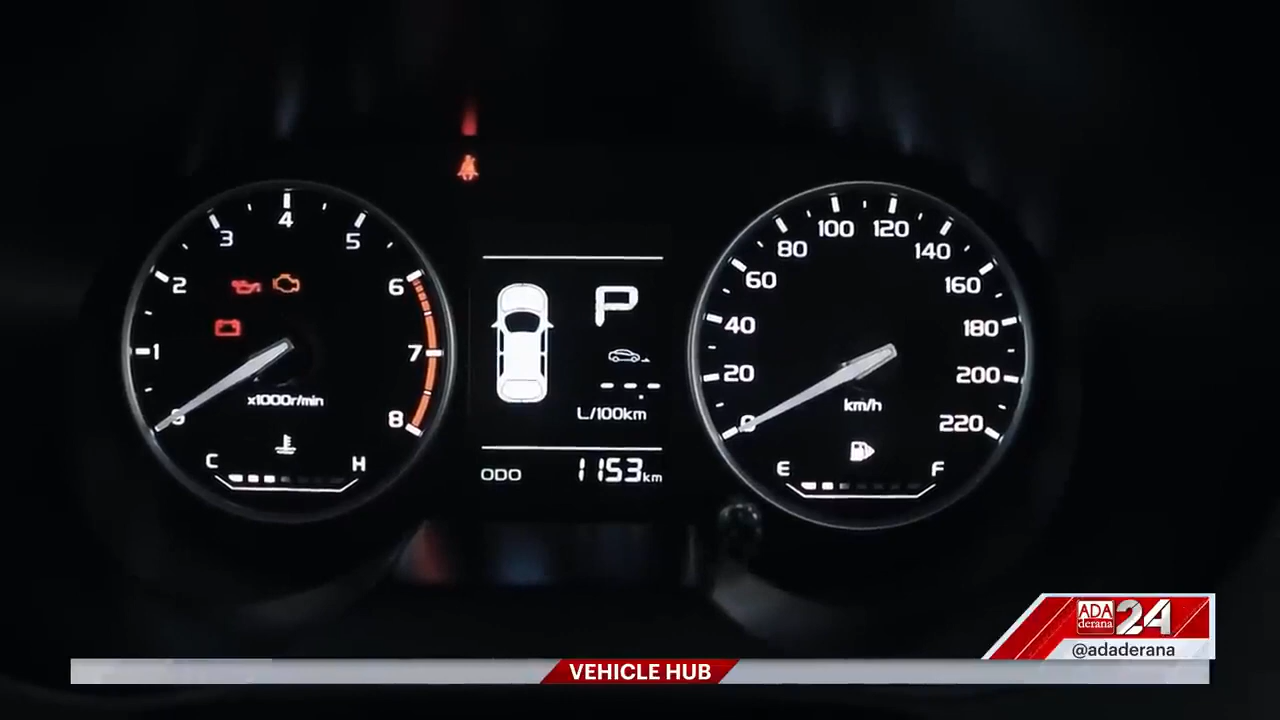 1
2
3
4
5
6
7
8
x1000r/min
C
H
P
L/100km
ODO 1153km
0
20
40
60
80
100
120
140
160
180
200
220
km/h
E
F
ADA
derana
24
@adaderana
VEHICLE HUB